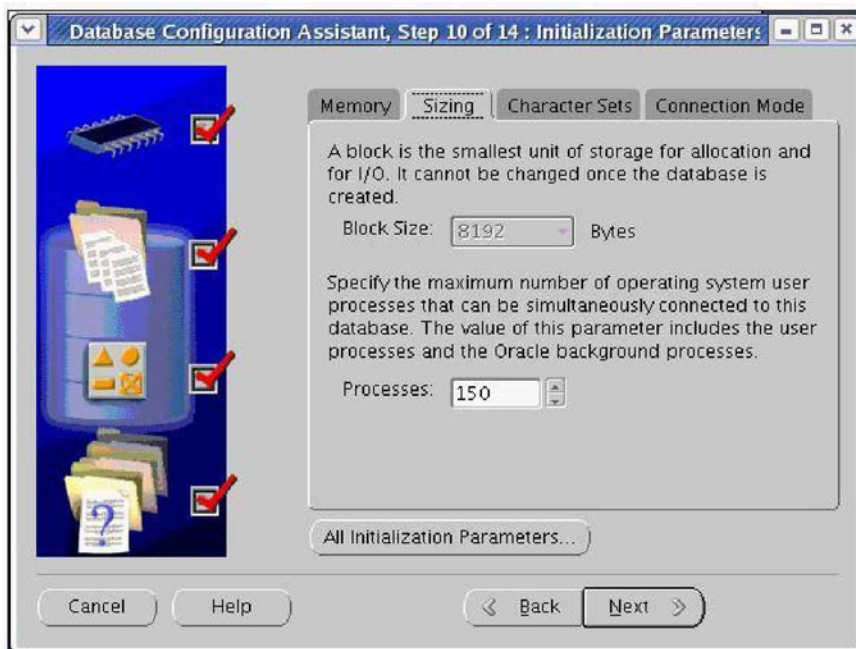 Database Configuration Assistant, Step 10 of 14 : Initialization Parameters
Memory
Sizing
Character Sets
Connection Mode
A block is the smallest unit of storage for allocation and
for I/O. It cannot be changed once the database is
created.
Block Size: 8192 Bytes
Specify the maximum number of operating system user
processes that can be simultaneously connected to this
database. The value of this parameter includes the user
processes and the Oracle background processes.
Processes: 150
?
All Initialization Parameters...
Cancel
Help
Back
Next